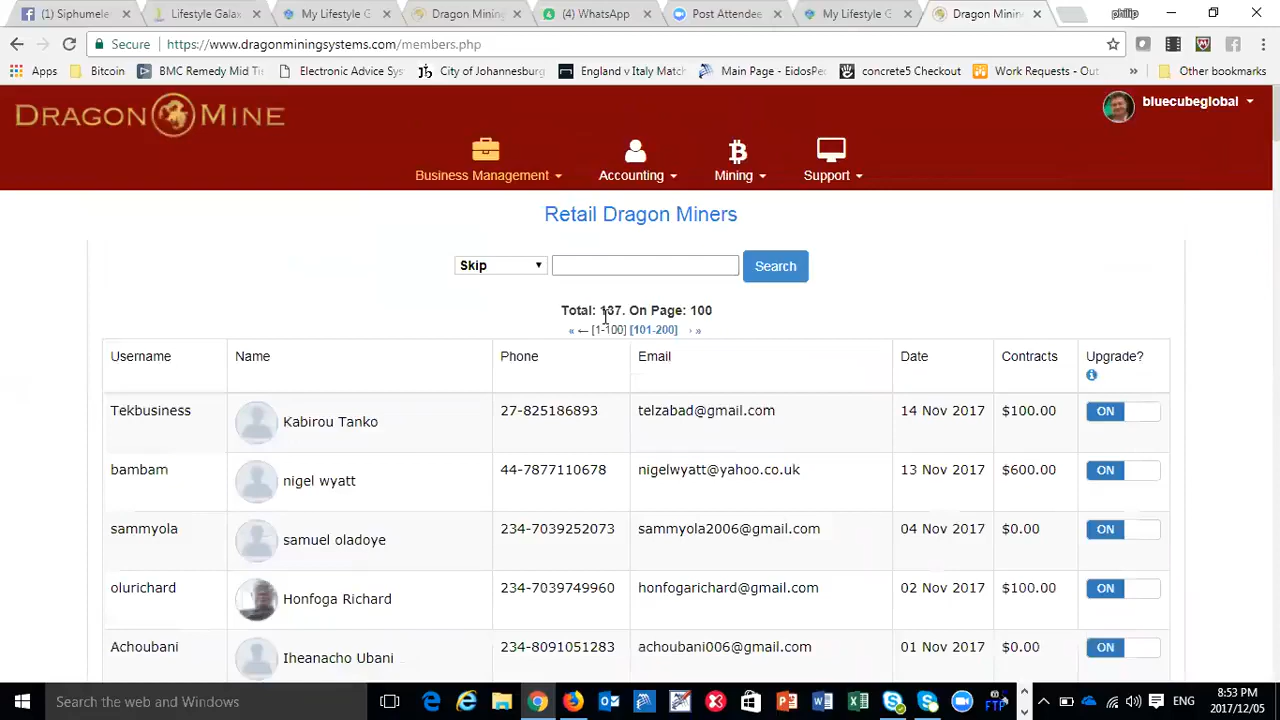 (1) Siphumele
Lifestyle Gala
My Lifestyle G
Dragon Mining
(4) WhatsApp
Post Attendee
My Lifestyle G
Dragon Minin
philip
Secure
https://www.dragonminingsystems.com/members.php
Apps
Bitcoin
BMC Remedy Mid Ti
Electronic Advice Sys
City of Johannesburg
England v Italy Match
Main Page - EidosPe
concrete5 Checkout
Work Requests - Out
»
Other bookmarks
DRAGON MINE
bluecubeglobal
Business Management
Accounting
Mining
Support
Retail Dragon Miners
Skip
Search
Total: 137. On Page: 100
« ← [1-100] [101-200] › »
Username Name Phone Email Date Contracts Upgrade?
Tekbusiness Kabirou Tanko 27-825186893 telzabad@gmail.com 14 Nov 2017 $100.00 ON
bambam nigel wyatt 44-7877110678 nigelwyatt@yahoo.co.uk 13 Nov 2017 $600.00 ON
sammyola samuel oladoye 234-7039252073 sammyola2006@gmail.com 04 Nov 2017 $0.00 ON
olurichard Honfoga Richard 234-7039749960 honfogarichard@gmail.com 02 Nov 2017 $100.00 ON
Achoubani Iheanacho Ubani 234-8091051283 achoubani006@gmail.com 01 Nov 2017 $0.00 ON
Search the web and Windows
FTP
ENG
8:53 PM
2017/12/05